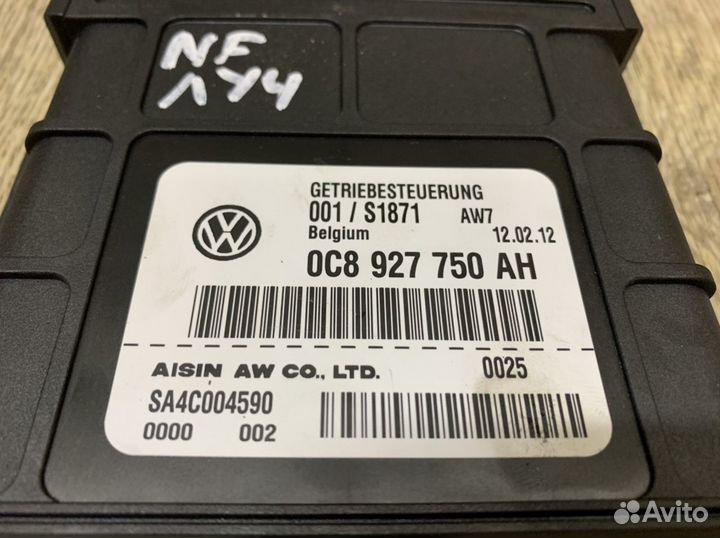 NF
1Y4
GETRIEBESTEUERUNG
001 / S1871 AW7
Belgium 12.02.12
0C8 927 750 AH
AISIN AW CO., LTD. 0025
SA4C004590
0000 002
Avito